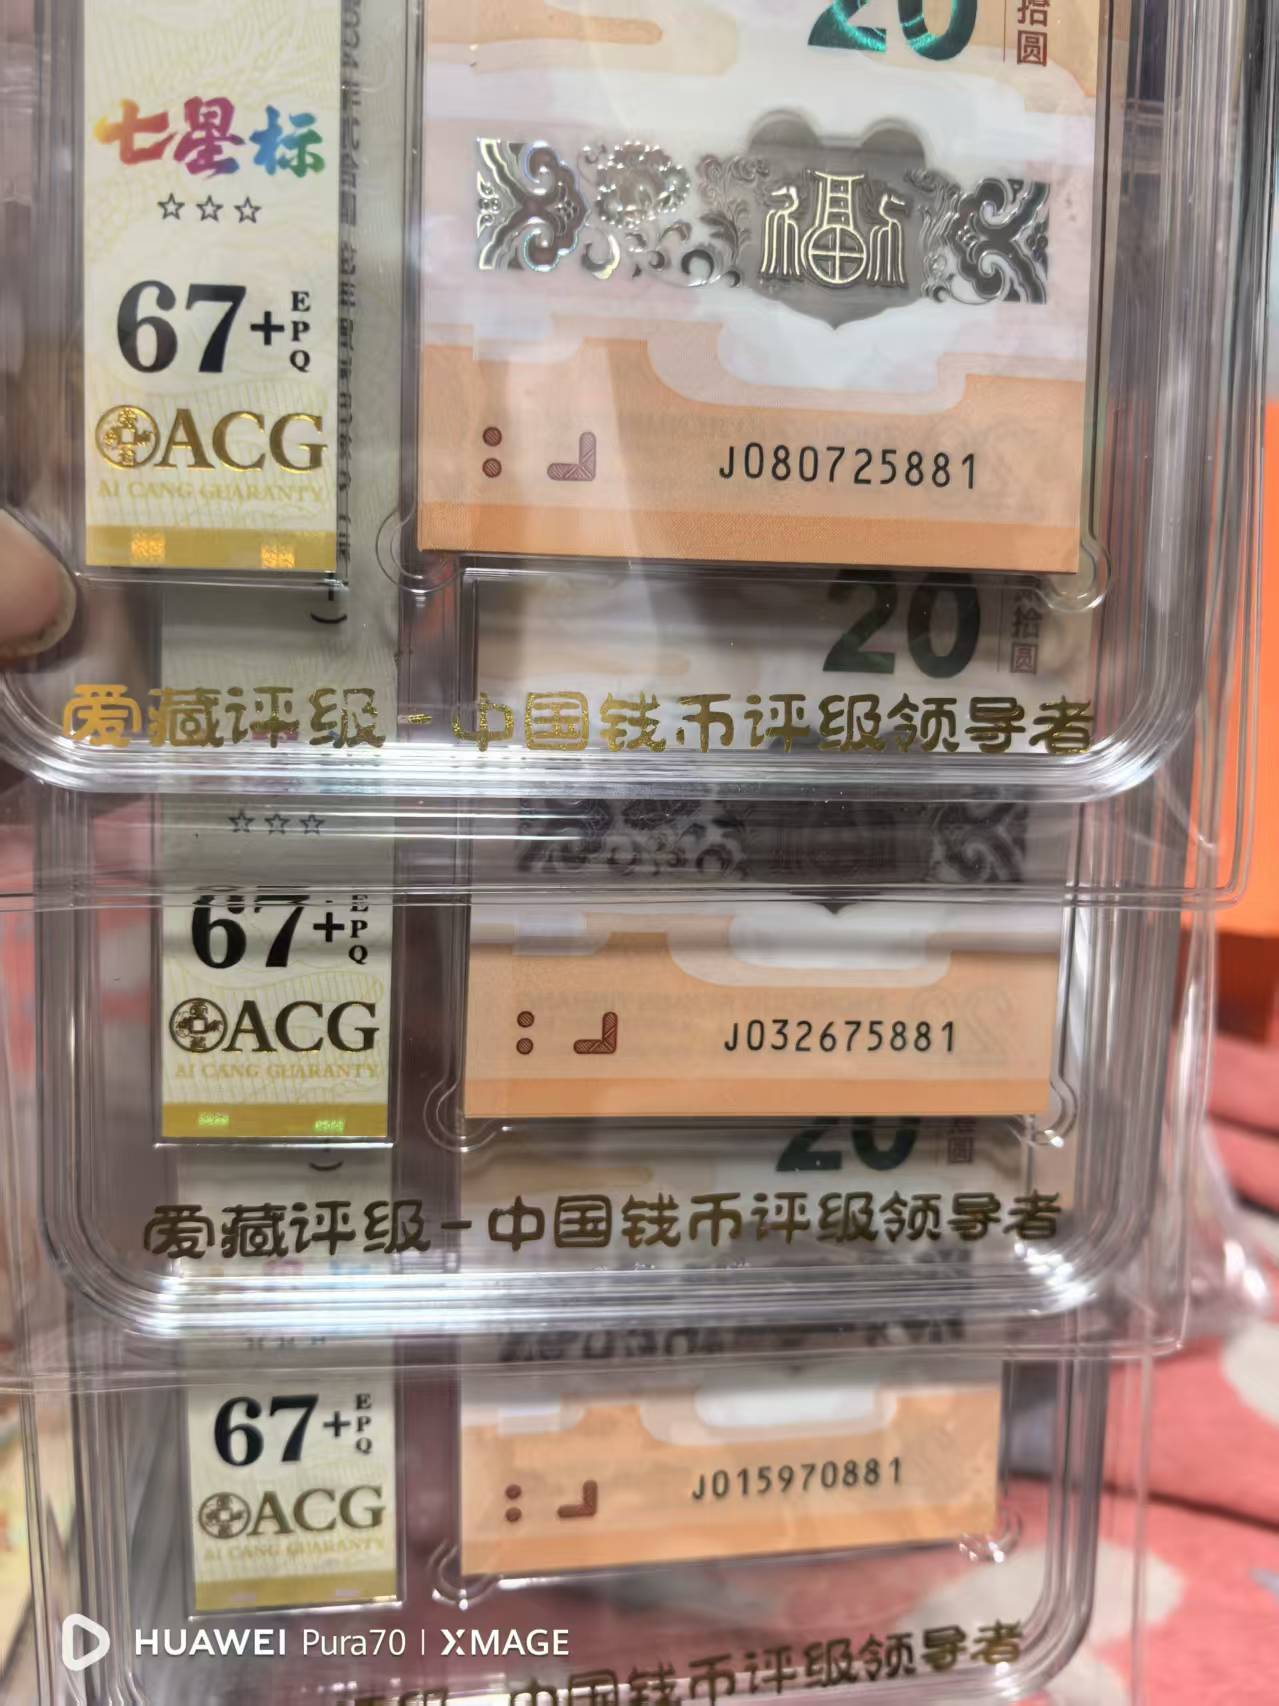 20
拾圆
七星标
☆☆☆
67+EPQ
ACG
AI CANG GUARANTY
J080725881
20
拾圆
爱藏评级-中国钱币评级领导者
☆☆☆
67+EPQ
ACG
AI CANG GUARANTY
J032675881
20
圆
爱藏评级-中国钱币评级领导者
67+EPQ
ACG
AI CANG GUARANTY
J015970881
中国钱币评级领导者
HUAWEI Pura70 | XMAGE